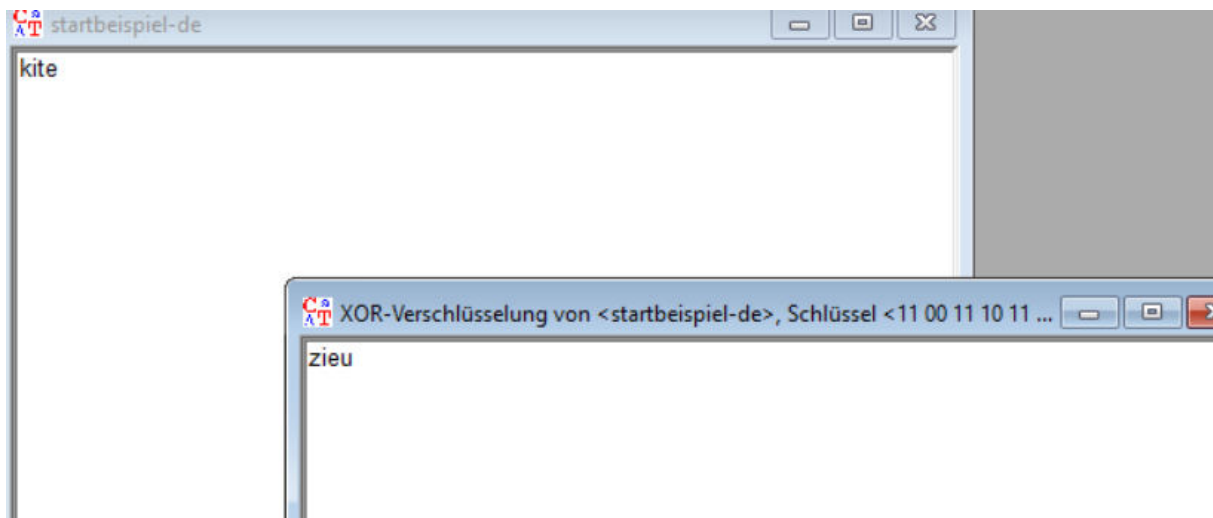 startbeispiel-de
kite
XOR-Verschlüsselung von <startbeispiel-de>, Schlüssel <11 00 11 10 11 ...
zieu